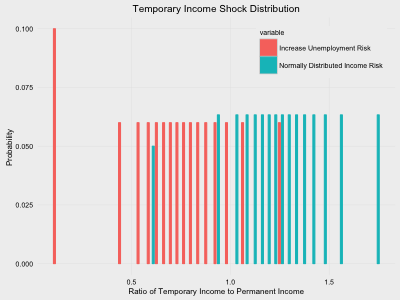 Temporary Income Shock Distribution
variable
Increase Unemployment Risk
Normally Distributed Income Risk
Probability
0.100
0.075
0.050
0.025
0.000
0.5 1.0 1.5
Ratio of Temporary Income to Permanent Income